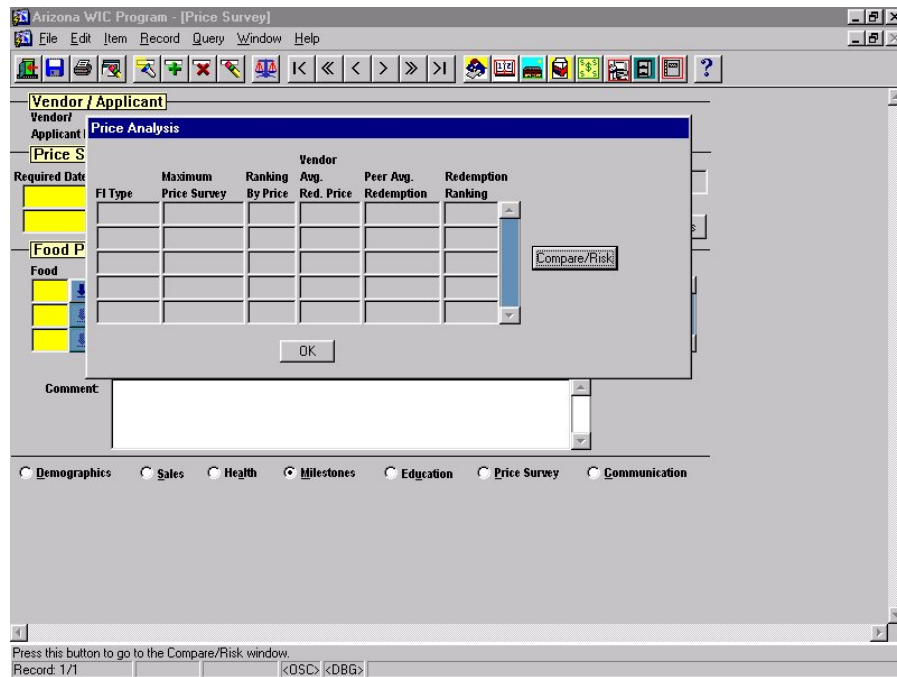 Arizona WIC Program - [Price Survey]
File Edit Item Record Query Window Help
Vendor / Applicant
Vendor/
Applicant
Price Analysis
Price S
Required Date
FI Type
Maximum
Price Survey
Ranking
By Price
Vendor
Avg.
Red. Price
Peer Avg.
Redemption
Redemption
Ranking
s
Food P
Food
Compare/Risk
OK
Comment:
Demographics Sales Health Milestones Education Price Survey Communication
Press this button to go to the Compare/Risk window.
Record: 1/1 <OSC> <DBG>